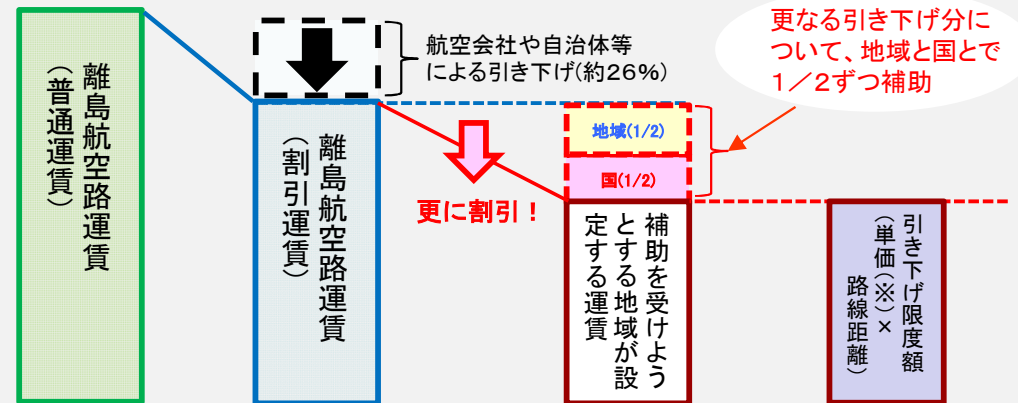 離島航空路運賃
（普通運賃）
航空会社や自治体等
による引き下げ(約26%)
離島航空路運賃
（割引運賃）
更に割引！
地域(1/2)
国(1/2)
補助を受けよう
とする地域が設
定する運賃
更なる引き下げ分に
ついて、地域と国とで
１／２ずつ補助
引き下げ限度額
（単価（※）×
路線距離）